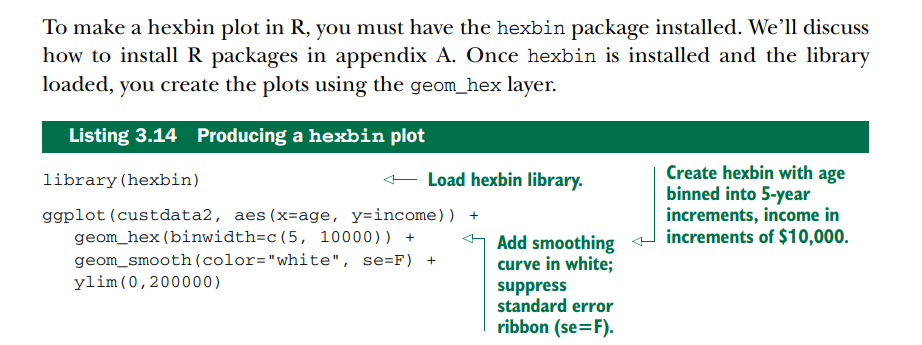 To make a hexbin plot in R, you must have the hexbin package installed. We'll discuss
how to install R packages in appendix A. Once hexbin is installed and the library
loaded, you create the plots using the geom_hex layer.
Listing 3.14 Producing a hexbin plot
library(hexbin)
Load hexbin library.
ggplot(custdata2, aes(x=age, y=income)) +
geom_hex(binwidth=c(5, 10000)) +
geom_smooth(color="white", se=F) +
ylim(0,200000)
Create hexbin with age
binned into 5-year
increments, income in
increments of $10,000.
Add smoothing
curve in white;
suppress
standard error
ribbon (se=F).